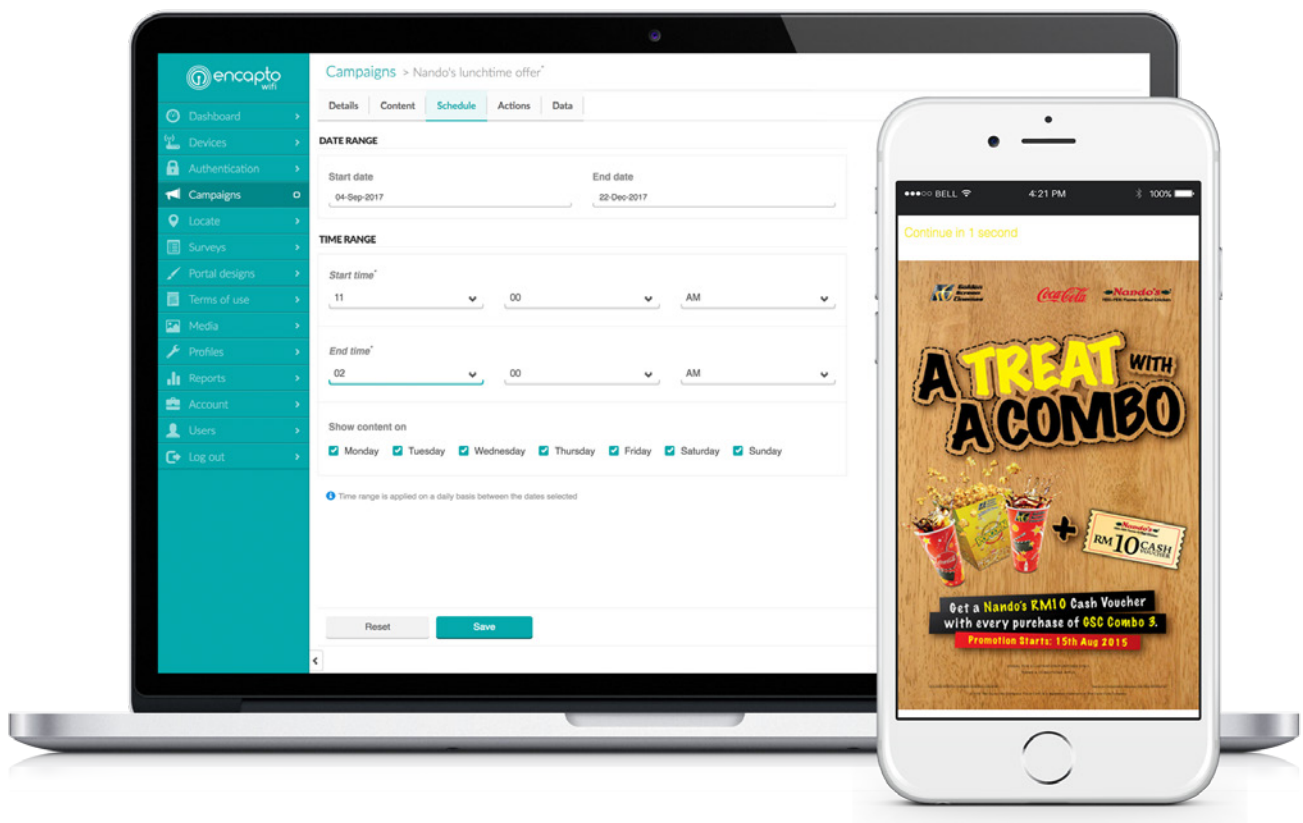 encapto
wifi
Dashboard
Devices
Authentication
Campaigns
Locate
Surveys
Portal designs
Terms of use
Media
Profiles
Reports
Account
Users
Log out
Campaigns > Nando's lunchtime offer*
Details Content Schedule Actions Data
DATE RANGE
Start date End date
04-Sep-2017 22-Dec-2017
TIME RANGE
Start time*
11 00 AM
End time*
02 00 AM
Show content on
Monday Tuesday Wednesday Thursday Friday Saturday Sunday
Time range is applied on a daily basis between the dates selected
Reset Save
BELL 4:21 PM 100%
Continue in 1 second
Golden
Screen
Cinemas
Coca-Cola
Nando's
A TREAT WITH
A COMBO
+
Nando's
RM10 CASH
VOUCHER
Get a Nando's RM10 Cash Voucher
with every purchase of GSC Combo 3.
Promotion Starts: 15th Aug 2015